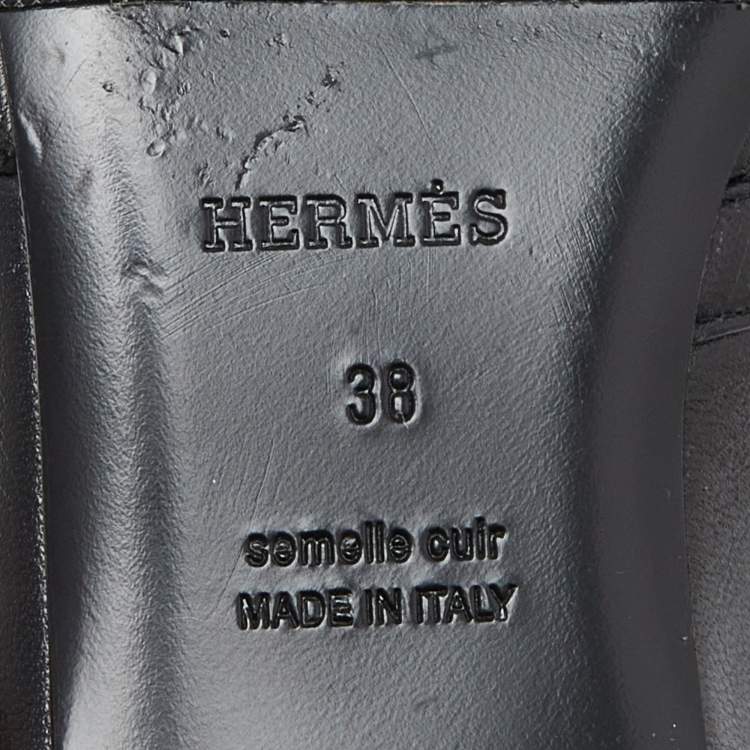 HERMÈS
38
semelle cuir
MADE IN ITALY